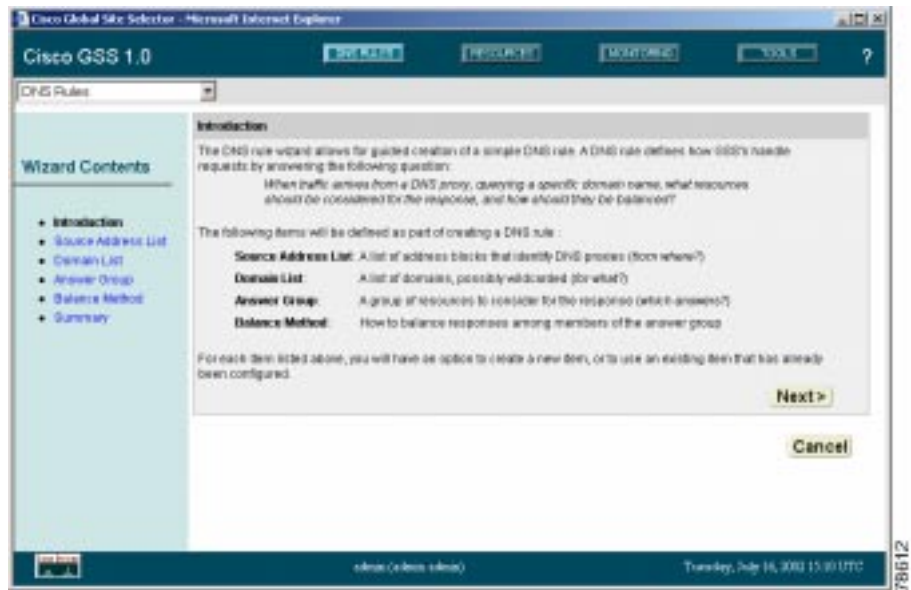 Cisco Global Site Selector - Microsoft Internet Explorer
Cisco GSS 1.0
DNS RULES RESOURCES MONITORING TOOLS ?
DNS Rules
Wizard Contents
Introduction
Source Address List
Domain List
Answer Group
Balance Method
Summary
Introduction
The DNS rule wizard allows for guided creation of a simple DNS rule. A DNS rule defines how GSS's handle
requests by answering the following question:
When traffic arrives from a DNS proxy, querying a specific domain name, what resources
should be considered for the response, and how should they be balanced?
The following items will be defined as part of creating a DNS rule :
Source Address List: A list of address blocks that identify DNS proxies (from where?)
Domain List: A list of domains, possibly wildcarded (for what?)
Answer Group: A group of resources to consider for the response (which answers?)
Balance Method: How to balance responses among members of the answer group
For each item listed above, you will have an option to create a new item, or to use an existing item that has already
been configured.
Next >
Cancel
admin (admin admin)
Tuesday, July 16, 2002 15:10 UTC
78612